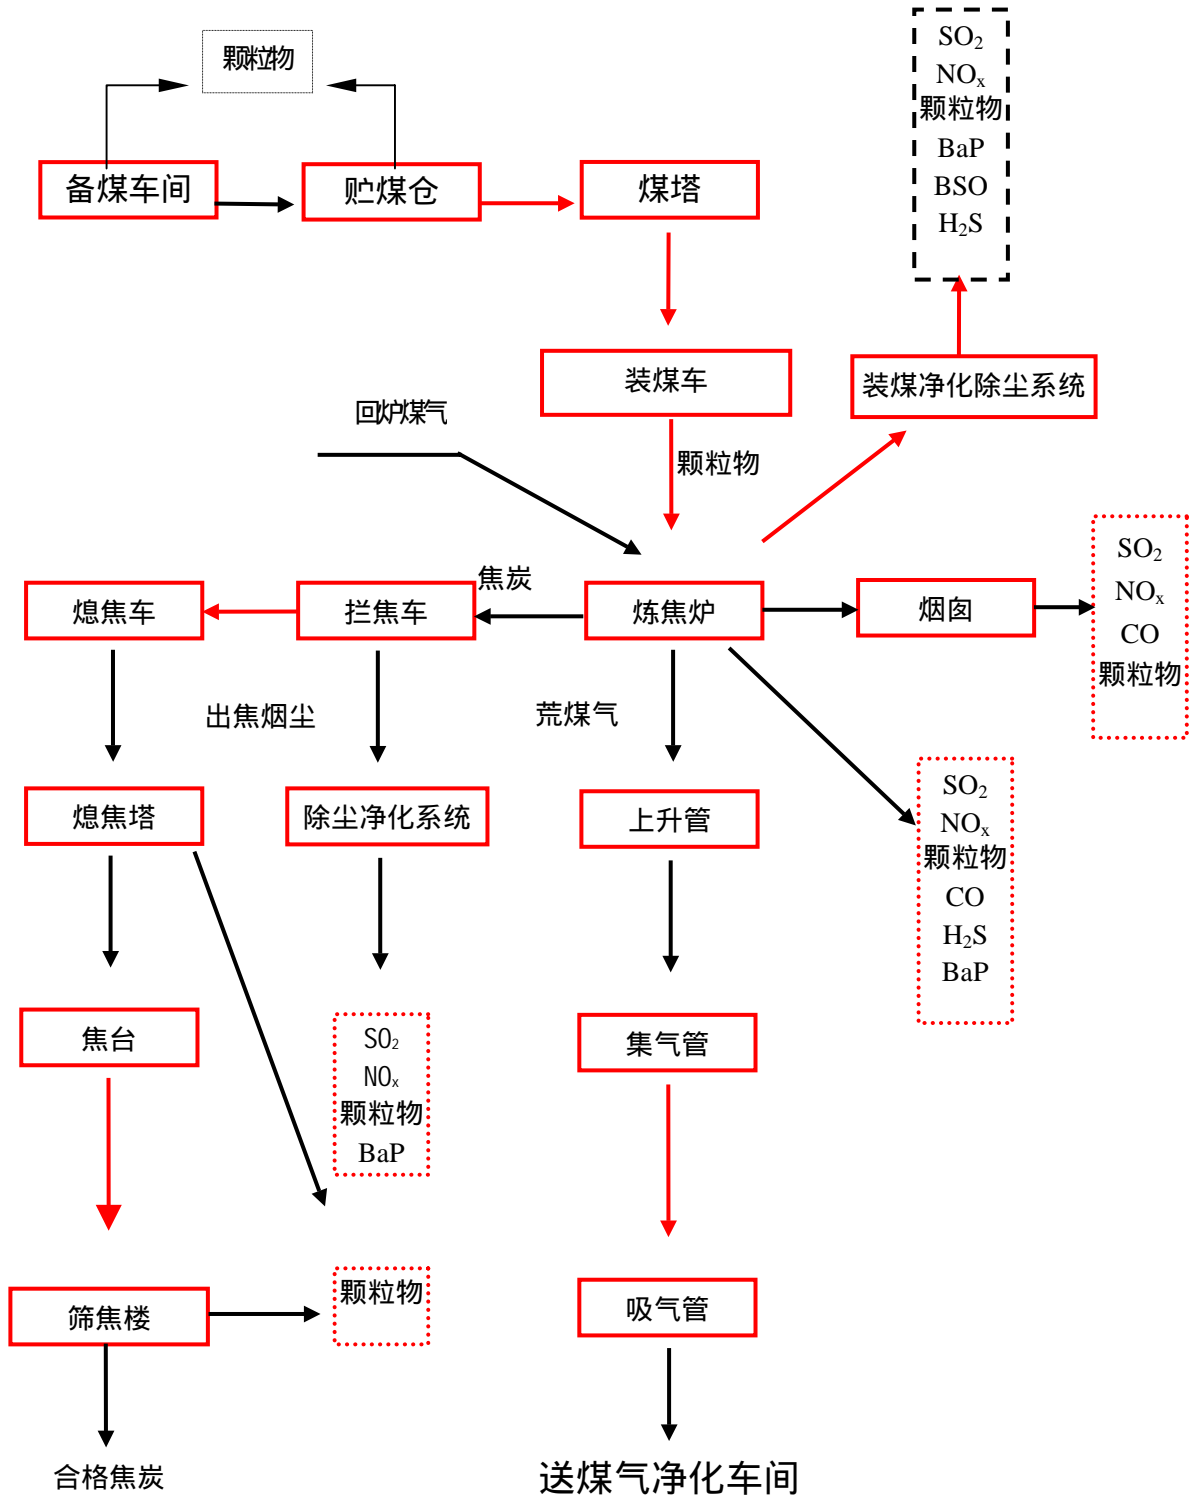 颗粒物
SO₂
NOₓ
颗粒物
BaP
BSO
H₂S
备煤车间
贮煤仓
煤塔
装煤车
装煤净化除尘系统
回炉煤气
颗粒物
SO₂
NOₓ
CO
颗粒物
焦炭
熄焦车
拦焦车
炼焦炉
烟囱
出焦烟尘
荒煤气
SO₂
NOₓ
颗粒物
CO
H₂S
BaP
熄焦塔
除尘净化系统
上升管
焦台
SO₂
NOₓ
颗粒物
BaP
集气管
筛焦楼
颗粒物
吸气管
合格焦炭
送煤气净化车间